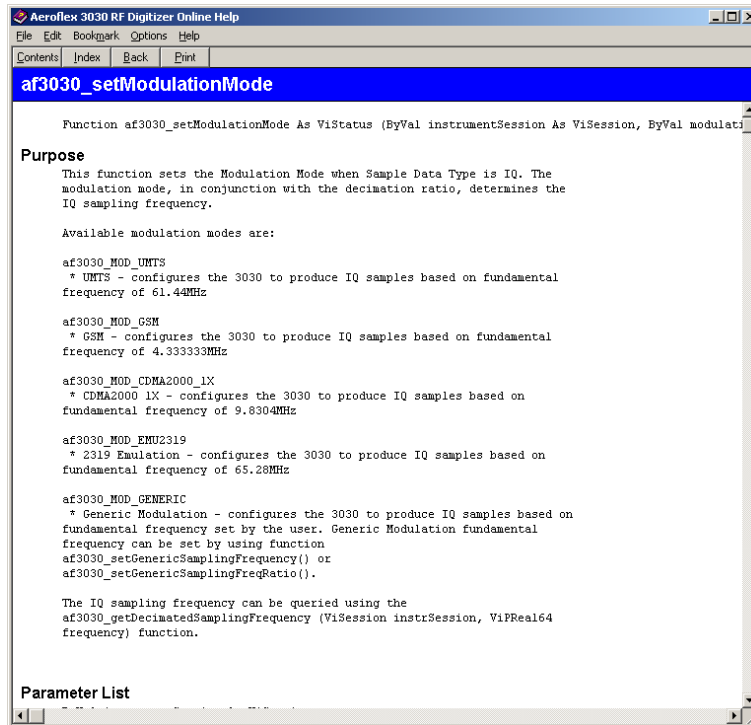 Aeroflex 3030 RF Digitizer Online Help
File Edit Bookmark Options Help
Contents Index Back Print
af3030_setModulationMode
Function af3030_setModulationMode As ViStatus (ByVal instrumentSession As ViSession, ByVal modulati
Purpose
This function sets the Modulation Mode when Sample Data Type is IQ. The
modulation mode, in conjunction with the decimation ratio, determines the
IQ sampling frequency.
Available modulation modes are:
af3030_MOD_UMTS
* UMTS - configures the 3030 to produce IQ samples based on fundamental
frequency of 61.44MHz
af3030_MOD_GSM
* GSM - configures the 3030 to produce IQ samples based on fundamental
frequency of 4.333333MHz
af3030_MOD_CDMA2000_1X
* CDMA2000 1X - configures the 3030 to produce IQ samples based on
fundamental frequency of 9.8304MHz
af3030_MOD_EMU2319
* 2319 Emulation - configures the 3030 to produce IQ samples based on
fundamental frequency of 65.28MHz
af3030_MOD_GENERIC
* Generic Modulation - configures the 3030 to produce IQ samples based on
fundamental frequency set by the user. Generic Modulation fundamental
frequency can be set by using function
af3030_setGenericSamplingFrequency() or
af3030_setGenericSamplingFreqRatio().
The IQ sampling frequency can be queried using the
af3030_getDecimatedSamplingFrequency (ViSession instrSession, ViPReal64
frequency) function.
Parameter List